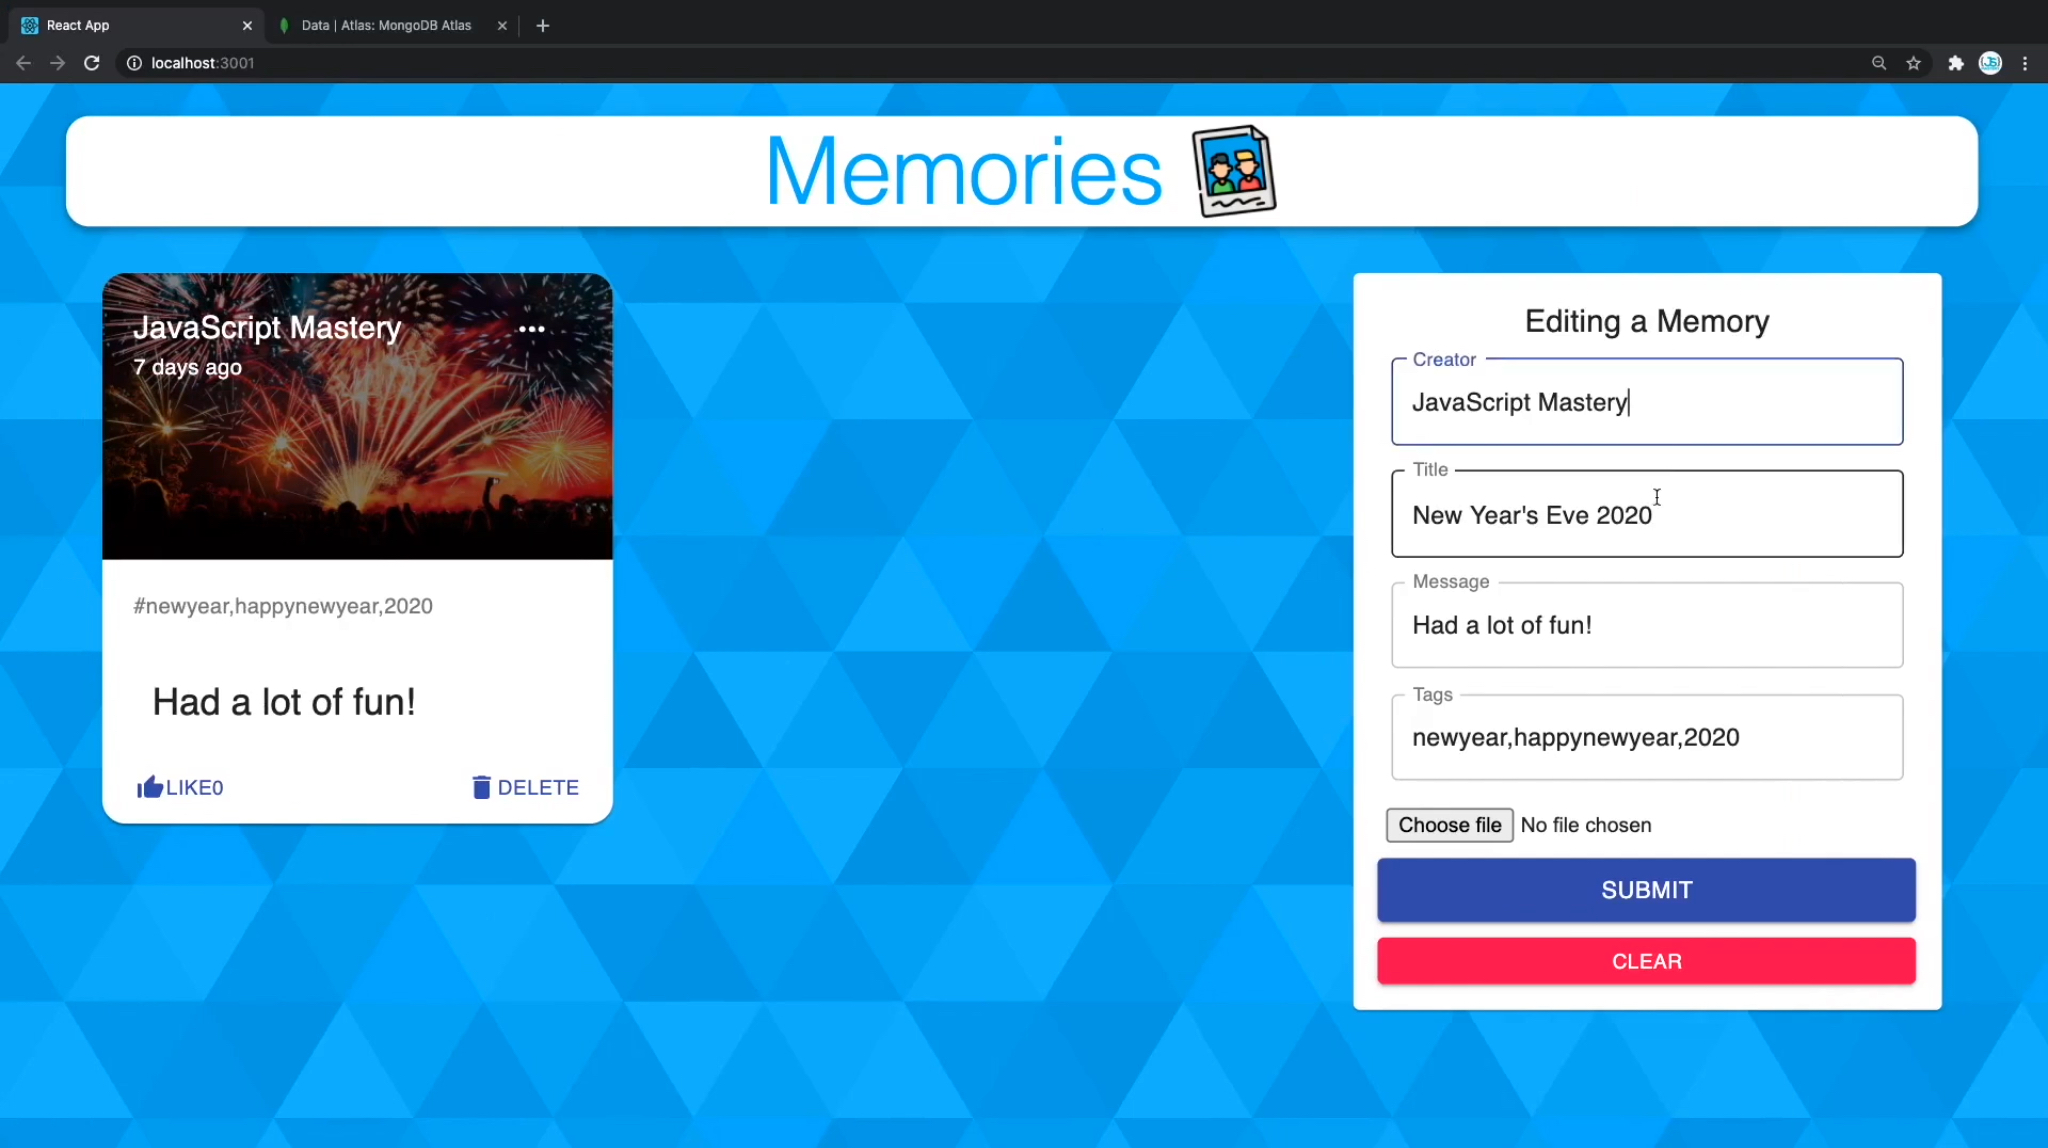 React App
Data | Atlas: MongoDB Atlas
localhost:3001
Memories
JavaScript Mastery
7 days ago
#newyear,happynewyear,2020
Had a lot of fun!
LIKE0
DELETE
Editing a Memory
Creator
JavaScript Mastery
Title
New Year's Eve 2020
Message
Had a lot of fun!
Tags
newyear,happynewyear,2020
Choose file No file chosen
SUBMIT
CLEAR